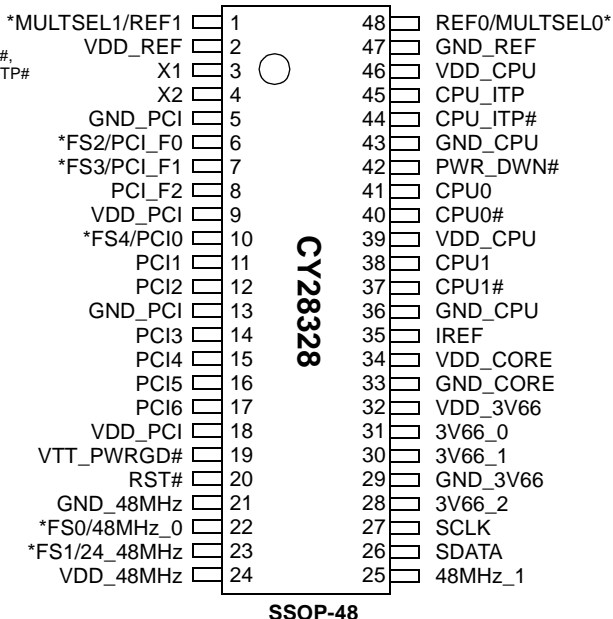 *MULTSEL1/REF1 1 48 REF0/MULTSEL0*
VDD_REF 2 47 GND_REF
#,
TP#
X1 3 46 VDD_CPU
X2 4 45 CPU_ITP
GND_PCI 5 44 CPU_ITP#
*FS2/PCI_F0 6 43 GND_CPU
*FS3/PCI_F1 7 42 PWR_DWN#
PCI_F2 8 41 CPU0
VDD_PCI 9 40 CPU0#
*FS4/PCI0 10 39 VDD_CPU
PCI1 11 38 CPU1
PCI2 12 37 CPU1#
GND_PCI 13 36 GND_CPU
PCI3 14 35 IREF
PCI4 15 34 VDD_CORE
PCI5 16 33 GND_CORE
PCI6 17 32 VDD_3V66
VDD_PCI 18 31 3V66_0
VTT_PWRGD# 19 30 3V66_1
RST# 20 29 GND_3V66
GND_48MHz 21 28 3V66_2
*FS0/48MHz_0 22 27 SCLK
*FS1/24_48MHz 23 26 SDATA
VDD_48MHz 24 25 48MHz_1
CY28328
SSOP-48